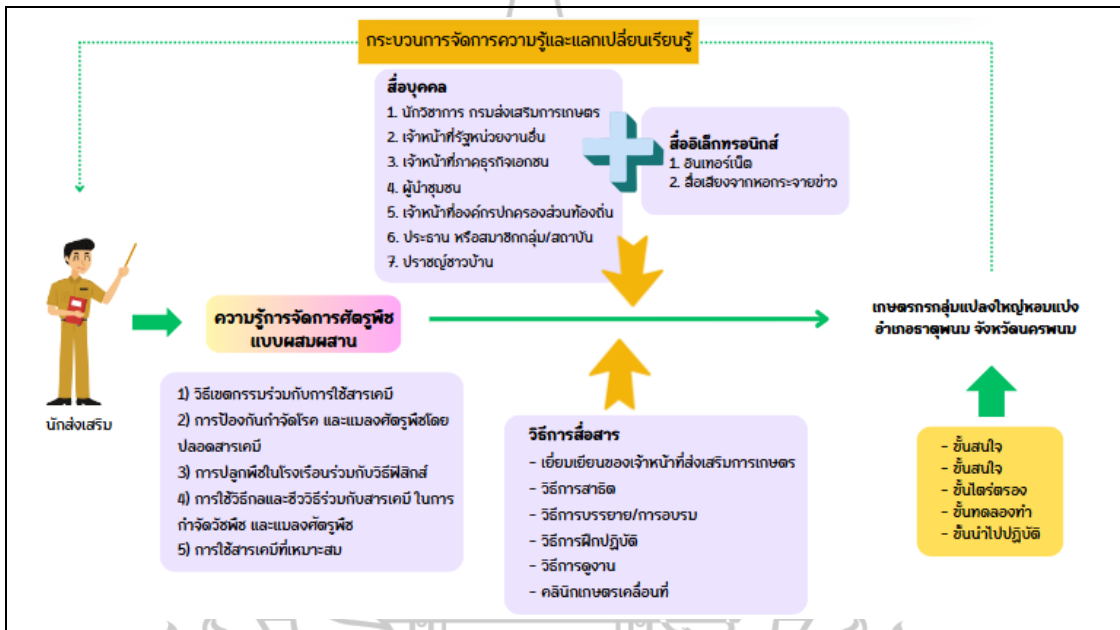 กระบวนการจัดการความรู้และแลกเปลี่ยนเรียนรู้
สื่อบุคคล
1. นักวิชาการ กรมส่งเสริมการเกษตร
2. เจ้าหน้าที่รัฐหน่วยงานอื่น
3. เจ้าหน้าที่ภาคธุรกิจเอกชน
4. ผู้นำชุมชน
5. เจ้าหน้าที่องค์กรปกครองส่วนท้องถิ่น
6. ประธาน หรือสมาชิกกลุ่ม/สถาบัน
7. ปราชญ์ชาวบ้าน
สื่ออิเล็กทรอนิกส์
1. อินเทอร์เน็ต
2. สื่อเสียงจากหอกระจายข่าว
นักส่งเสริม
ความรู้การจัดการศัตรูพืช
แบบผสมผสาน
1) วิธีเขตกรรมร่วมกับการใช้สารเคมี
2) การป้องกันกำจัดโรค และแมลงศัตรูพืชโดย
ปลอดสารเคมี
3) การปลูกพืชในโรงเรือนร่วมกับวิธีฟิสิกส์
4) การใช้วิธีกลและชีววิธีร่วมกับสารเคมี ในการ
กำจัดวัชพืช และแมลงศัตรูพืช
5) การใช้สารเคมีที่เหมาะสม
วิธีการสื่อสาร
- เยี่ยมเยียนของเจ้าหน้าที่ส่งเสริมการเกษตร
- วิธีการสาธิต
- วิธีการบรรยาย/การอบรม
- วิธีการฝึกปฏิบัติ
- วิธีการดูงาน
- คลินิกเกษตรเคลื่อนที่
เกษตรกรกลุ่มแปลงใหญ่หอมแบ่ง
อำเภอธาตุพนม จังหวัดนครพนม
- ขั้นสนใจ
- ขั้นสนใจ
- ขั้นไตร่ตรอง
- ขั้นทดลองทำ
- ขั้นนำไปปฏิบัติ